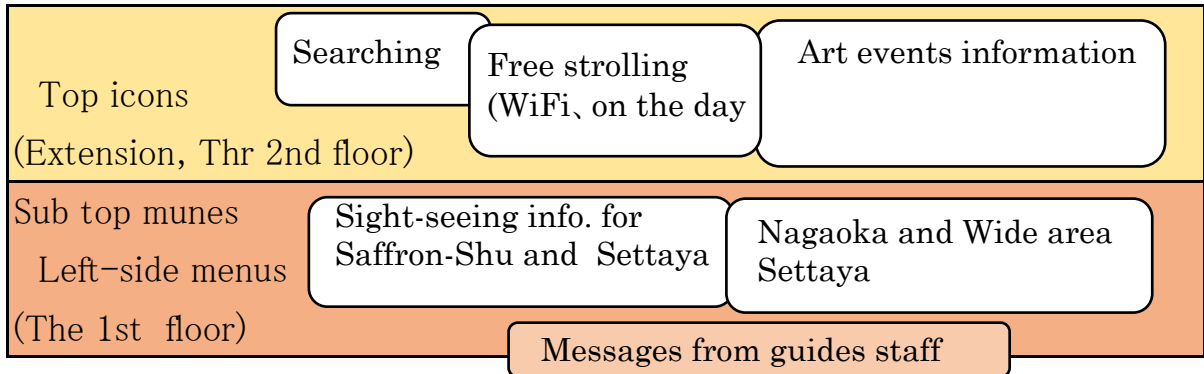 Top icons
(Extension, Thr 2nd floor)
Searching
Free strolling
(WiFi、on the day
Art events information
Sub top munes
Left-side menus
(The 1st floor)
Sight-seeing info. for
Saffron-Shu and Settaya
Nagaoka and Wide area
Settaya
Messages from guides staff